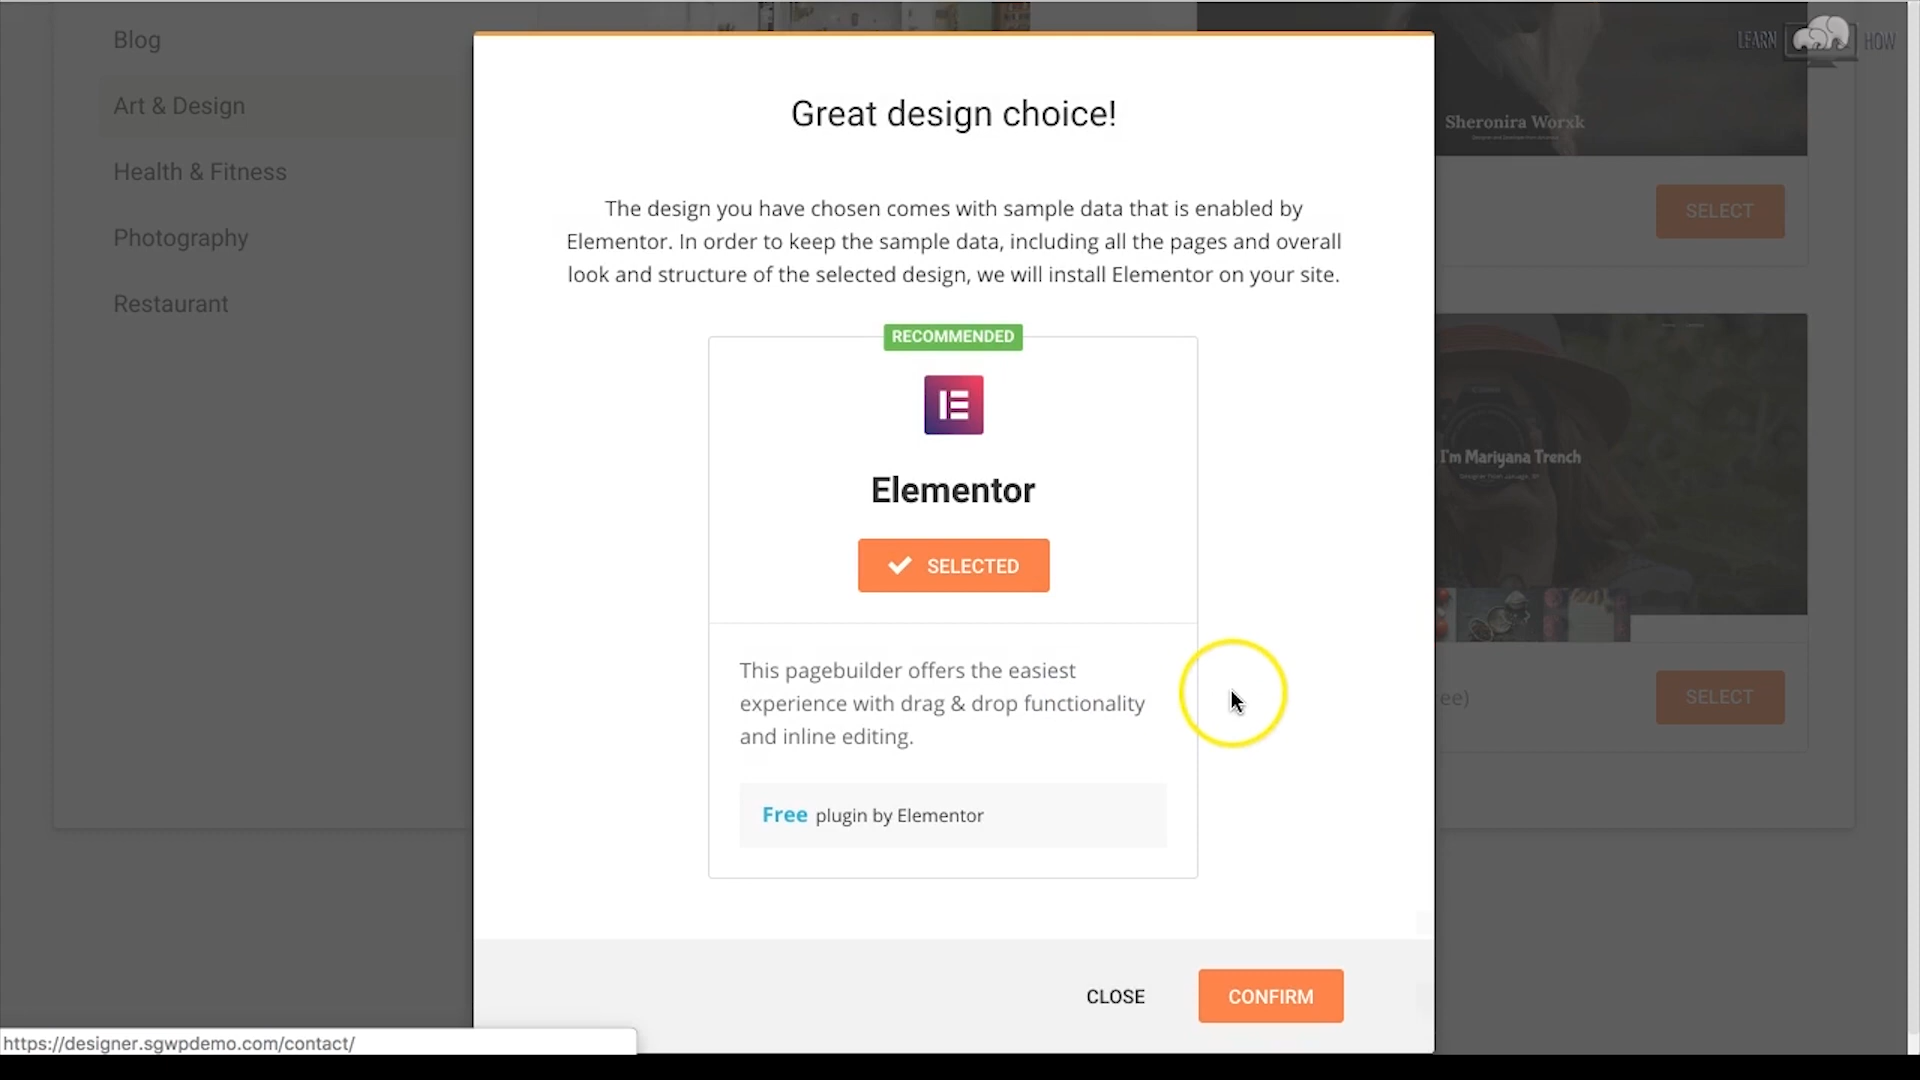 Blog
Art & Design
Health & Fitness
Photography
Restaurant
LEARN HOW
Great design choice!
The design you have chosen comes with sample data that is enabled by
Elementor. In order to keep the sample data, including all the pages and overall
look and structure of the selected design, we will install Elementor on your site.
RECOMMENDED
Elementor
SELECTED
This pagebuilder offers the easiest
experience with drag & drop functionality
and inline editing.
Free plugin by Elementor
CLOSE
CONFIRM
Sheronira Worxk
SELECT
I'm Mariyana Trench
ee)
SELECT
https://designer.sgwpdemo.com/contact/